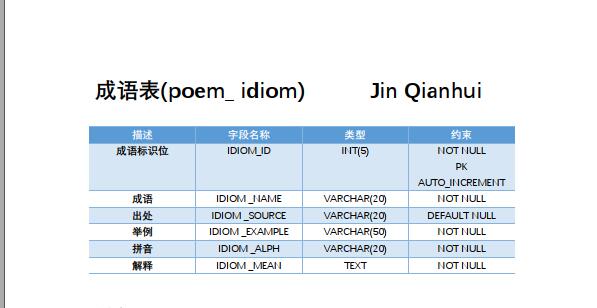 成语表(poem_ idiom) Jin Qianhui
描述 字段名称 类型 约束
成语标识位 IDIOM_ID INT(5) NOT NULL
PK
AUTO_INCREMENT
成语 IDIOM _NAME VARCHAR(20) NOT NULL
出处 IDIOM _SOURCE VARCHAR(20) DEFAULT NULL
举例 IDIOM _EXAMPLE VARCHAR(50) NOT NULL
拼音 IDIOM _ALPH VARCHAR(20) NOT NULL
解释 IDIOM _MEAN TEXT NOT NULL